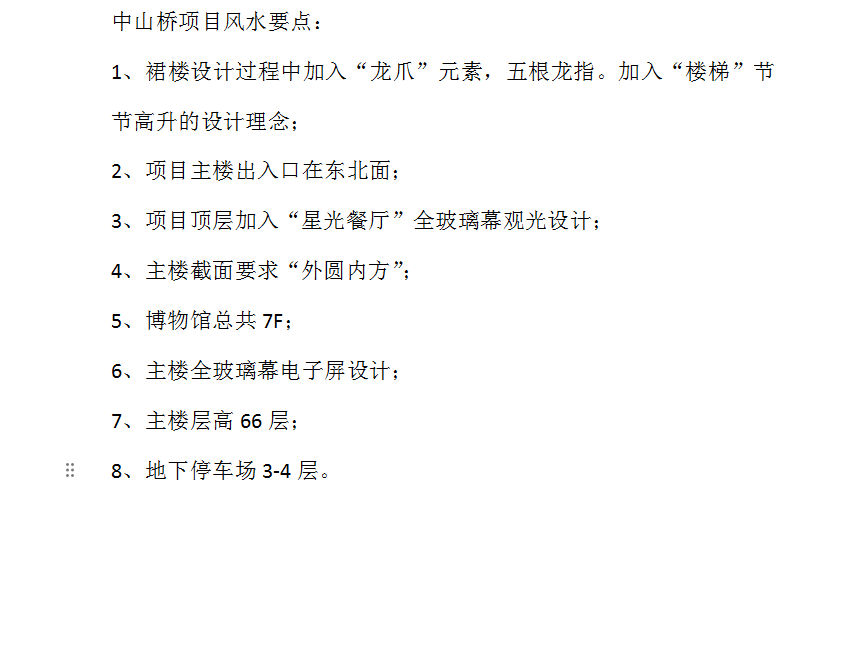 中山桥项目风水要点：
1、裙楼设计过程中加入“龙爪”元素，五根龙指。加入“楼梯”节
节高升的设计理念；
2、项目主楼出入口在东北面；
3、项目顶层加入“星光餐厅”全玻璃幕观光设计；
4、主楼截面要求“外圆内方”；
5、博物馆总共 7F；
6、主楼全玻璃幕电子屏设计；
7、主楼层高 66 层；
8、地下停车场 3-4 层。